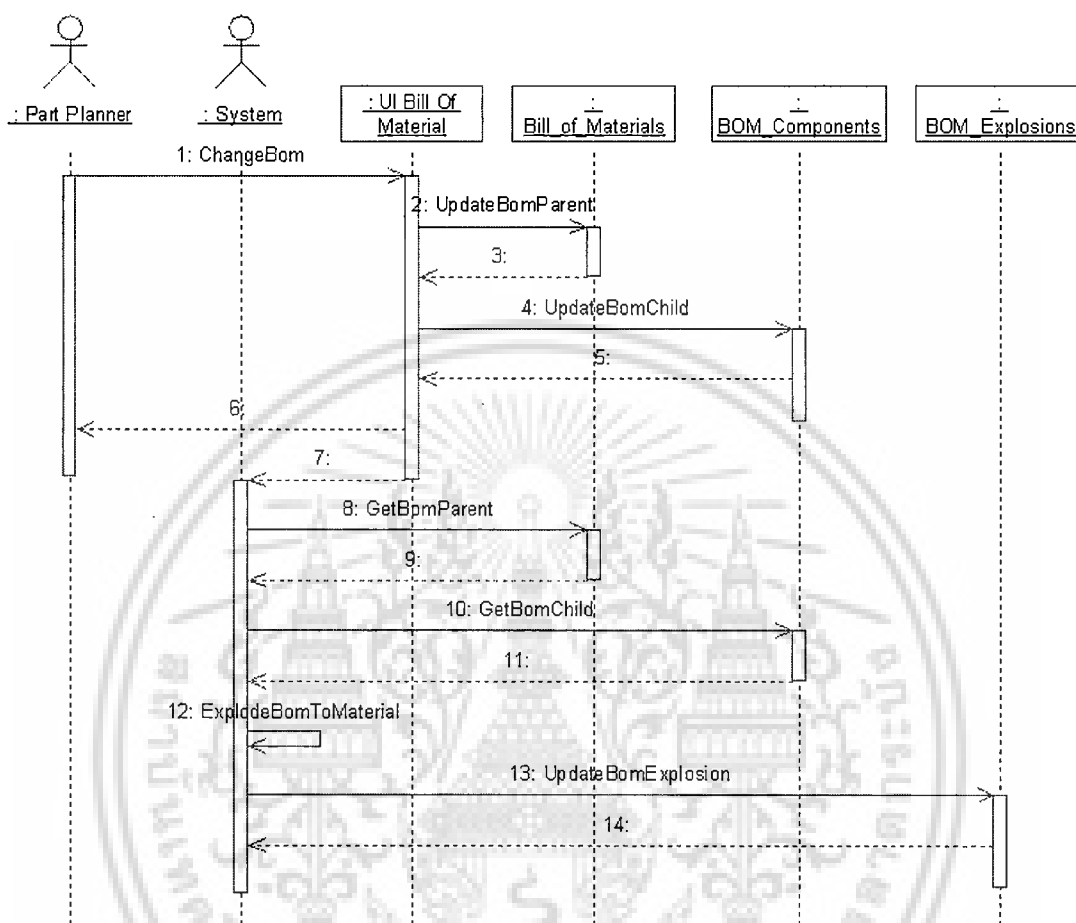 : Part Planner
: System
: UI Bill Of
Material
:
Bill_of_Materials
:
BOM_Components
:
BOM_Explosions
1: ChangeBom
2: UpdateBomParent
3:
4: UpdateBomChild
5:
6:
7:
8: GetBomParent
9:
10: GetBomChild
11:
12: ExplodeBomToMaterial
13: UpdateBomExplosion
14: